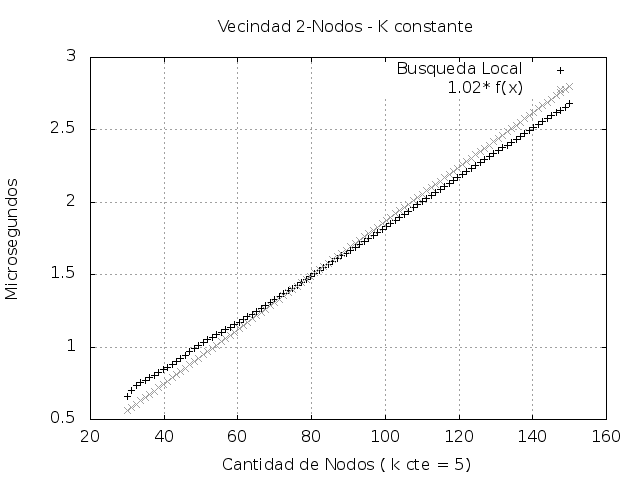 Vecindad 2-Nodos - K constante
3
2.5
2
1.5
1
0.5
Microsegundos
Busqueda Local
1.02* f(x)
20
40
60
80
100
120
140
160
Cantidad de Nodos ( k cte = 5)